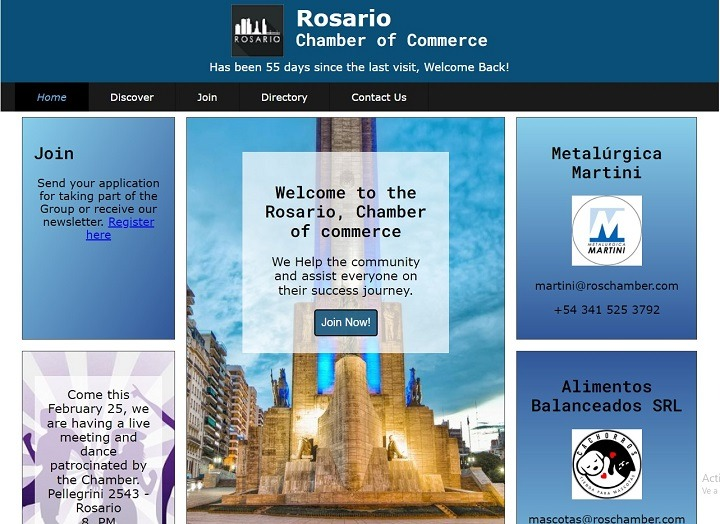 ROSARIO
Rosario
Chamber of Commerce
Has been 55 days since the last visit, Welcome Back!
Home
Discover
Join
Directory
Contact Us
Join
Send your application
for taking part of the
Group or receive our
newsletter. Register
here
Come this
February 25, we
are having a live
meeting and
dance
patrocinated by
the Chamber.
Pellegrini 2543 -
Rosario
8 PM
Welcome to the
Rosario, Chamber
of commerce
We Help the community
and assist everyone on
their success journey.
Join Now!
Metalúrgica
Martini
M
METALURGICA
MARTINI
martini@roschamber.com
+54 341 525 3792
Alimentos
Balanceados SRL
CACHORROS
TIENDA PARA MASCOTAS
mascotas@roschamber.com
Acti
Ve a